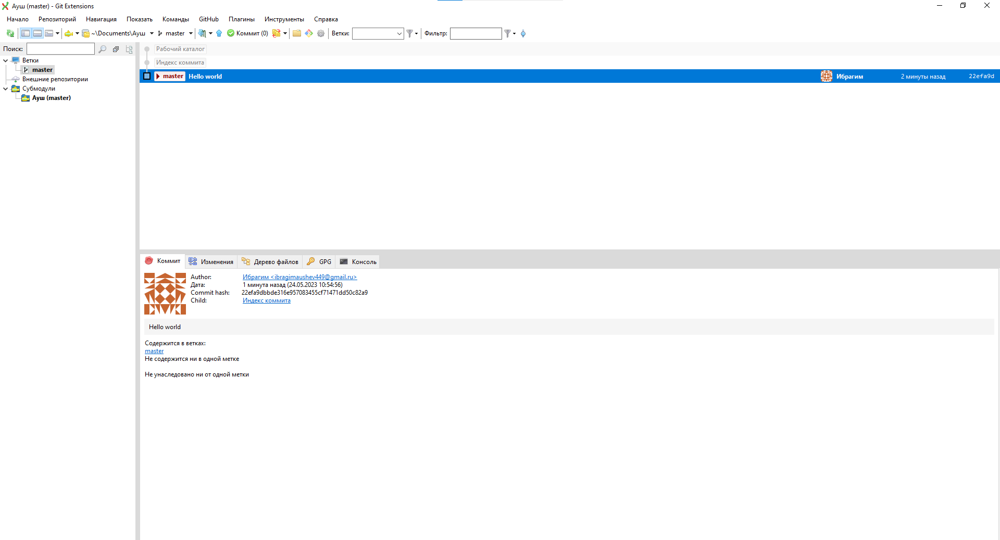 Ауш (master) - Git Extensions
Начало Репозиторий Навигация Показать Команды GitHub Плагины Инструменты Справка
~\Documents\Ауш master Коммит (0) Ветки: Фильтр:
Поиск:
Ветки
master
Внешние репозитории
Субмодули
Ауш (master)
Рабочий каталог
Индекс коммита
master Hello world Ибрагим 2 минуты назад 22efa9d
Коммит Изменения Дерево файлов GPG Консоль
Author: Ибрагим <ibragimaushev449@gmail.ru>
Дата: 1 минута назад (24.05.2023 10:54:56)
Commit hash: 22efa9dbbde316e957083455cf71471dd50c82a9
Child: Индекс коммита
Hello world
Содержится в ветках:
master
Не содержится ни в одной метке
Не унаследовано ни от одной метки